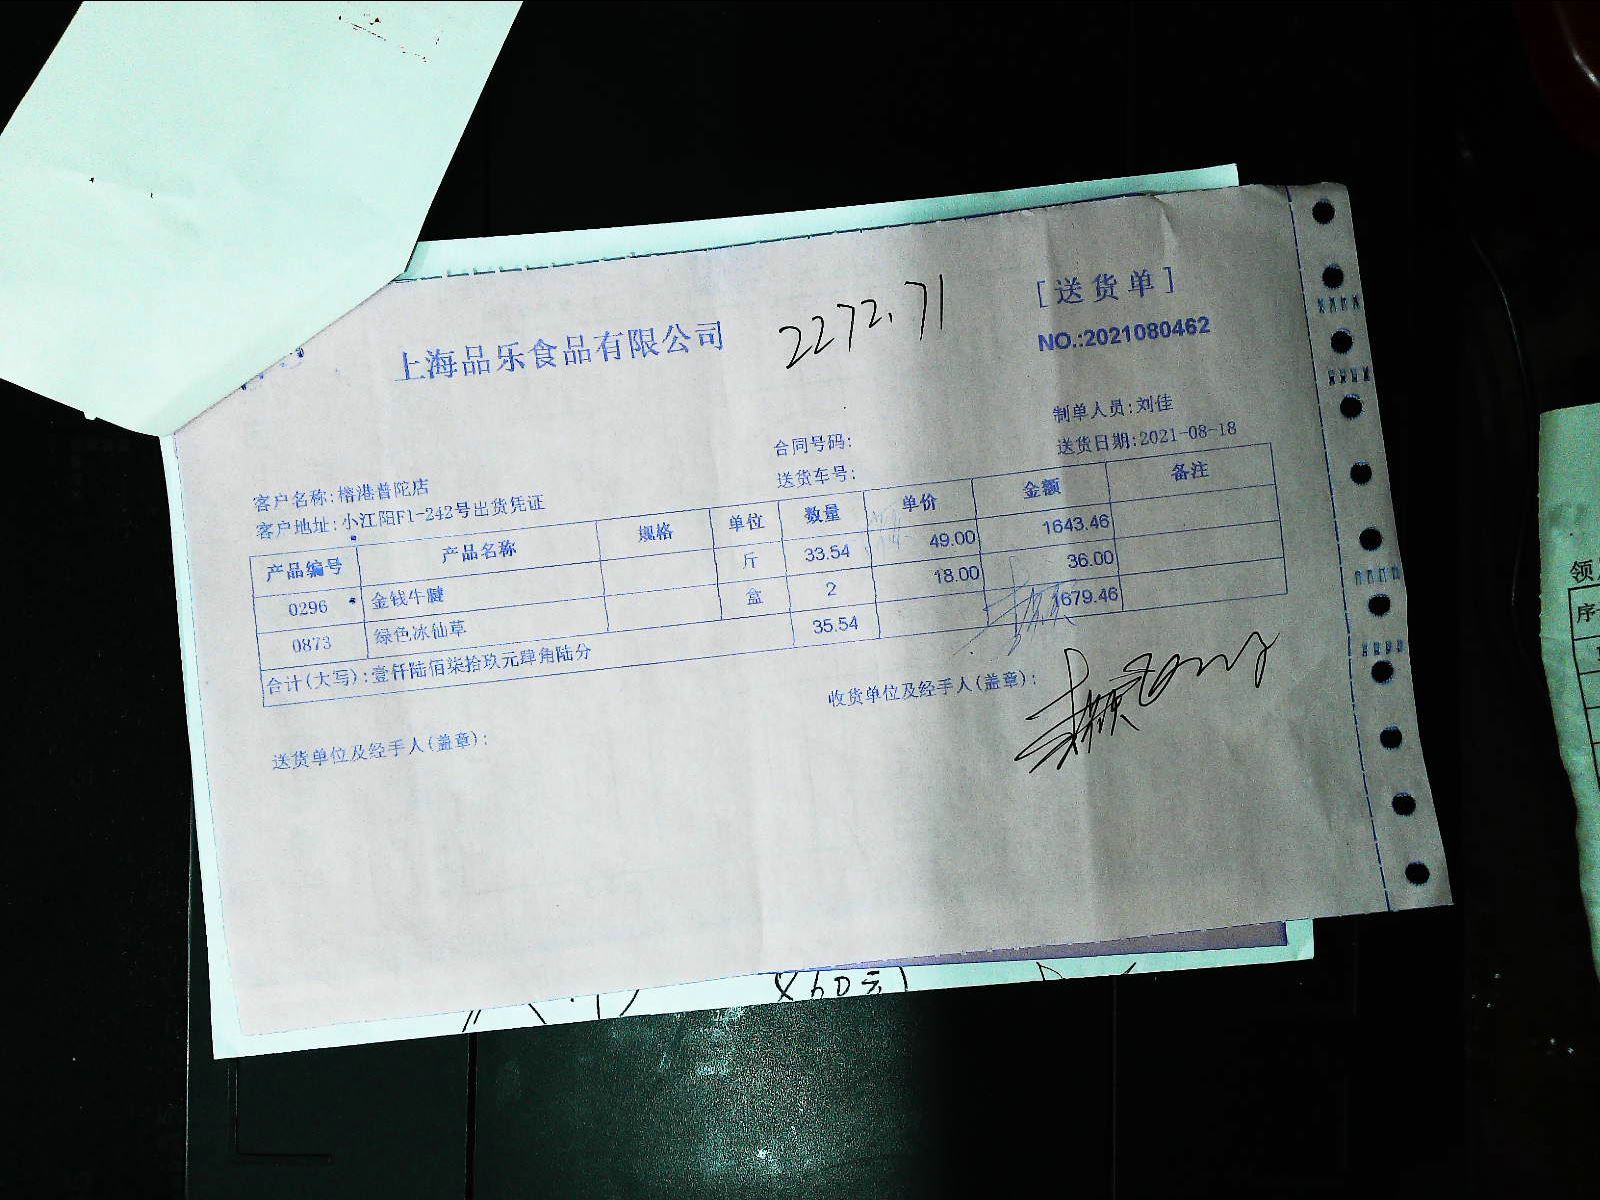 上海品乐食品有限公司
2272.71
[送货单]
NO.:2021080462
制单人员:刘佳
合同号码:
送货日期:2021-08-18
送货车号:
客户名称:榙港普陀店
客户地址:小江阳F1-242号出货凭证
产品编号 产品名称 规格 单位 数量 单价 金额 备注
0296 金钱牛腱 斤 33.54 49.00 1643.46
0873 绿色冰仙草 盒 2 18.00 36.00
合计(大写):壹仟陆佰柒拾玖元肆角陆分 35.54 1679.46
送货单位及经手人(盖章):
收货单位及经手人(盖章):
×60元)
领
序